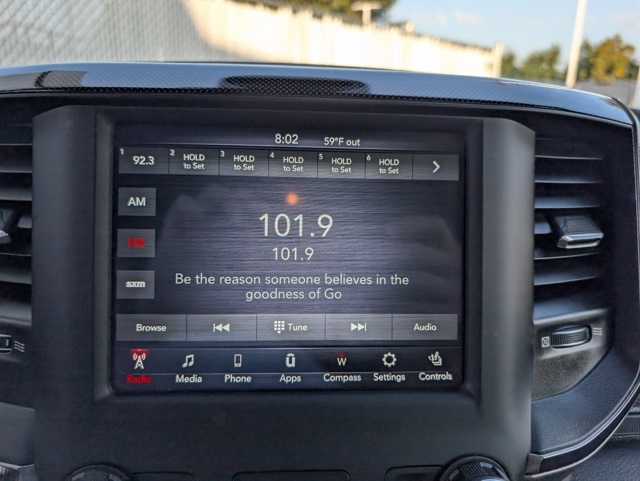 8:02 59°F out
1 92.3 2 HOLD to Set 3 HOLD to Set 4 HOLD to Set 5 HOLD to Set 6 HOLD to Set
AM
101.9
FM
101.9
sxm
Be the reason someone believes in the
goodness of Go
Browse Tune Audio
W
Radio Media Phone Apps Compass Settings Controls